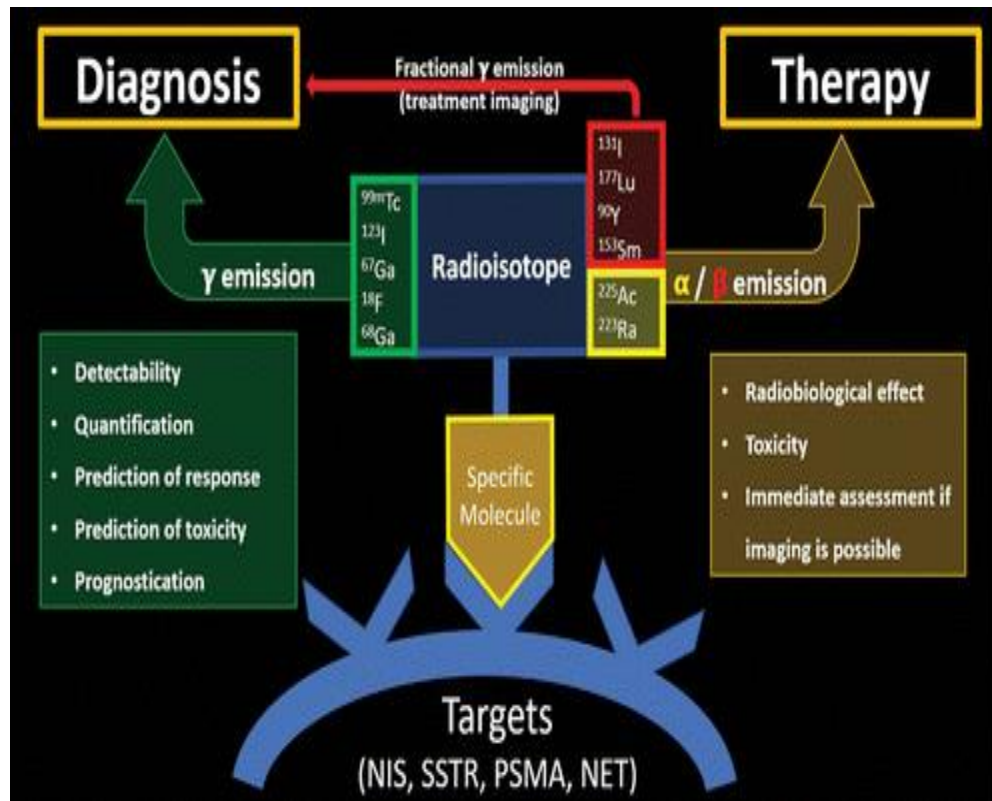 Diagnosis
Fractional γ emission
(treatment imaging)
Therapy
⁹⁹ᵐTc
¹²³I
⁶⁷Ga
¹⁸F
⁶⁸Ga
Radioisotope
¹³¹I
¹⁷⁷Lu
⁹⁰Y
¹⁵³Sm
²²⁵Ac
²²³Ra
γ emission
α / β emission
• Detectability
• Quantification
• Prediction of response
• Prediction of toxicity
• Prognostication
Specific
Molecule
• Radiobiological effect
• Toxicity
• Immediate assessment if
imaging is possible
Targets
(NIS, SSTR, PSMA, NET)